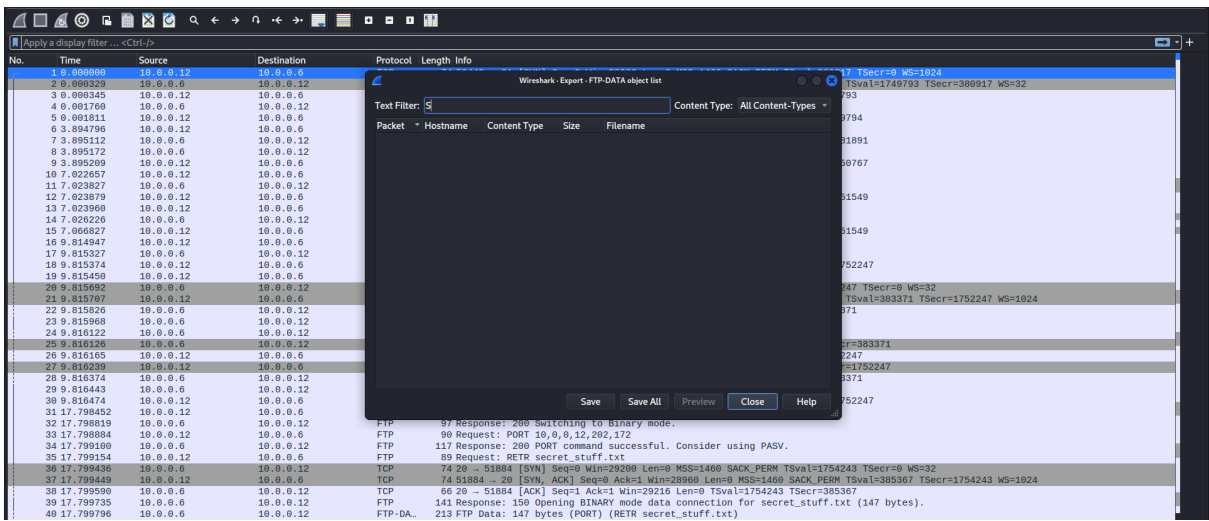 Apply a display filter ... <Ctrl-/>
No. Time Source Destination Protocol Length Info
1 0.000000 10.0.0.12 10.0.0.6
2 0.000329 10.0.0.6 10.0.0.12 TSval=1749793 TSecr=380917 WS=32
3 0.000345 10.0.0.12 10.0.0.6 793
4 0.001760 10.0.0.6 10.0.0.12
5 0.001811 10.0.0.12 10.0.0.6 9794
6 3.894796 10.0.0.12 10.0.0.6
7 3.895112 10.0.0.6 10.0.0.12 81891
8 3.895172 10.0.0.6 10.0.0.12
9 3.895209 10.0.0.12 10.0.0.6 50767
10 7.022657 10.0.0.12 10.0.0.6
11 7.023827 10.0.0.6 10.0.0.12
12 7.023879 10.0.0.12 10.0.0.6 51549
13 7.023960 10.0.0.12 10.0.0.6
14 7.026226 10.0.0.6 10.0.0.12
15 7.066827 10.0.0.12 10.0.0.6 51549
16 9.814947 10.0.0.12 10.0.0.6
17 9.815327 10.0.0.6 10.0.0.12
18 9.815374 10.0.0.12 10.0.0.6 752247
19 9.815450 10.0.0.12 10.0.0.6
20 9.815692 10.0.0.6 10.0.0.12 247 TSecr=0 WS=32
21 9.815707 10.0.0.12 10.0.0.6 TSval=383371 TSecr=1752247 WS=1024
22 9.815826 10.0.0.6 10.0.0.12 371
23 9.815968 10.0.0.6 10.0.0.12
24 9.816122 10.0.0.6 10.0.0.12
25 9.816126 10.0.0.6 10.0.0.12 cr=383371
26 9.816165 10.0.0.12 10.0.0.6 2247
27 9.816239 10.0.0.12 10.0.0.6 r=1752247
28 9.816374 10.0.0.6 10.0.0.12 3371
29 9.816443 10.0.0.6 10.0.0.12
30 9.816474 10.0.0.12 10.0.0.6 752247
31 17.798452 10.0.0.12 10.0.0.6
32 17.798819 10.0.0.6 10.0.0.12 FTP 97 Response: 200 Switching to Binary mode.
33 17.798884 10.0.0.12 10.0.0.6 FTP 90 Request: PORT 10,0,0,12,202,172
34 17.799100 10.0.0.6 10.0.0.12 FTP 117 Response: 200 PORT command successful. Consider using PASV.
35 17.799154 10.0.0.12 10.0.0.6 FTP 89 Request: RETR secret_stuff.txt
36 17.799436 10.0.0.6 10.0.0.12 TCP 74 20 → 51884 [SYN] Seq=0 Win=29200 Len=0 MSS=1460 SACK_PERM TSval=1754243 TSecr=0 WS=32
37 17.799449 10.0.0.12 10.0.0.6 TCP 74 51884 → 20 [SYN, ACK] Seq=0 Ack=1 Win=28960 Len=0 MSS=1460 SACK_PERM TSval=385367 TSecr=1754243 WS=1024
38 17.799590 10.0.0.6 10.0.0.12 TCP 66 20 → 51884 [ACK] Seq=1 Ack=1 Win=29216 Len=0 TSval=1754243 TSecr=385367
39 17.799735 10.0.0.6 10.0.0.12 FTP 141 Response: 150 Opening BINARY mode data connection for secret_stuff.txt (147 bytes).
40 17.799796 10.0.0.6 10.0.0.12 FTP-DA... 213 FTP Data: 147 bytes (PORT) (RETR secret_stuff.txt)
Wireshark · Export · FTP-DATA object list
Text Filter: S Content Type: All Content-Types
Packet Hostname Content Type Size Filename
Save Save All Preview Close Help